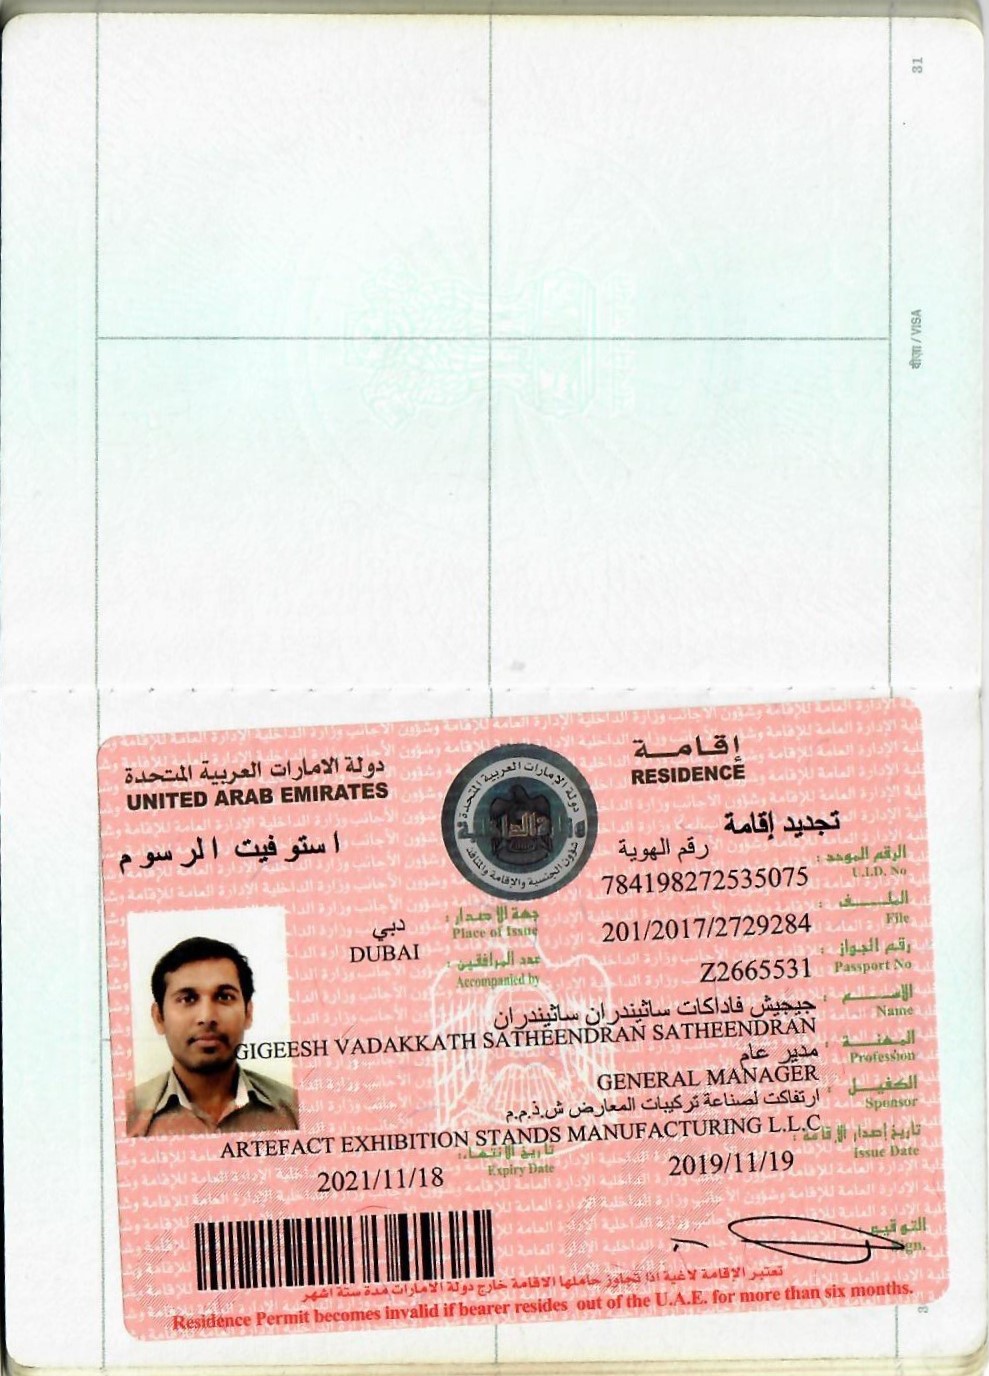 31
वीज़ा / VISA
دولة الامارات العربية المتحدة
UNITED ARAB EMIRATES
إقامة
RESIDENCE
استوفيت الرسوم
تجديد إقامة
رقم الهوية
الرقم الموحد :
U.I.D. No
784198272535075
الملف :
File
201/2017/2729284
جهة الاصدار :
Place of Issue
دبي
DUBAI
رقم الجواز :
Passport No
Z2665531
عدد المرافقين :
Accompanied by
الاسم :
Name
جيجيش فاداكات ساثيندران ساثيندران
GIGEESH VADAKKATH SATHEENDRAN SATHEENDRAN
المهنة :
Profession
مدير عام
GENERAL MANAGER
الكفيل :
Sponsor
ارتفاكت لصناعة تركيبات المعارض ش.ذ.م.م
ARTEFACT EXHIBITION STANDS MANUFACTURING L.L.C
تاريخ إصدار الإقامة :
Issue Date
2019/11/19
تاريخ الانتهاء :
Expiry Date
2021/11/18
التوقيع :
Sign.
تعتبر الإقامة لاغية اذا تجاوز حاملها الاقامة خارج دولة الامارات مدة ستة اشهر
Residence Permit becomes invalid if bearer resides out of the U.A.E. for more than six months.